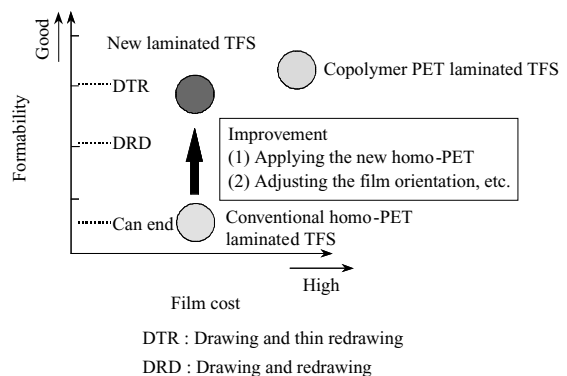 Good
New laminated TFS
Copolymer PET laminated TFS
DTR
Formability
Improvement
(1) Applying the new homo-PET
(2) Adjusting the film orientation, etc.
DRD
Can end
Conventional homo-PET
laminated TFS
High
Film cost
DTR : Drawing and thin redrawing
DRD : Drawing and redrawing